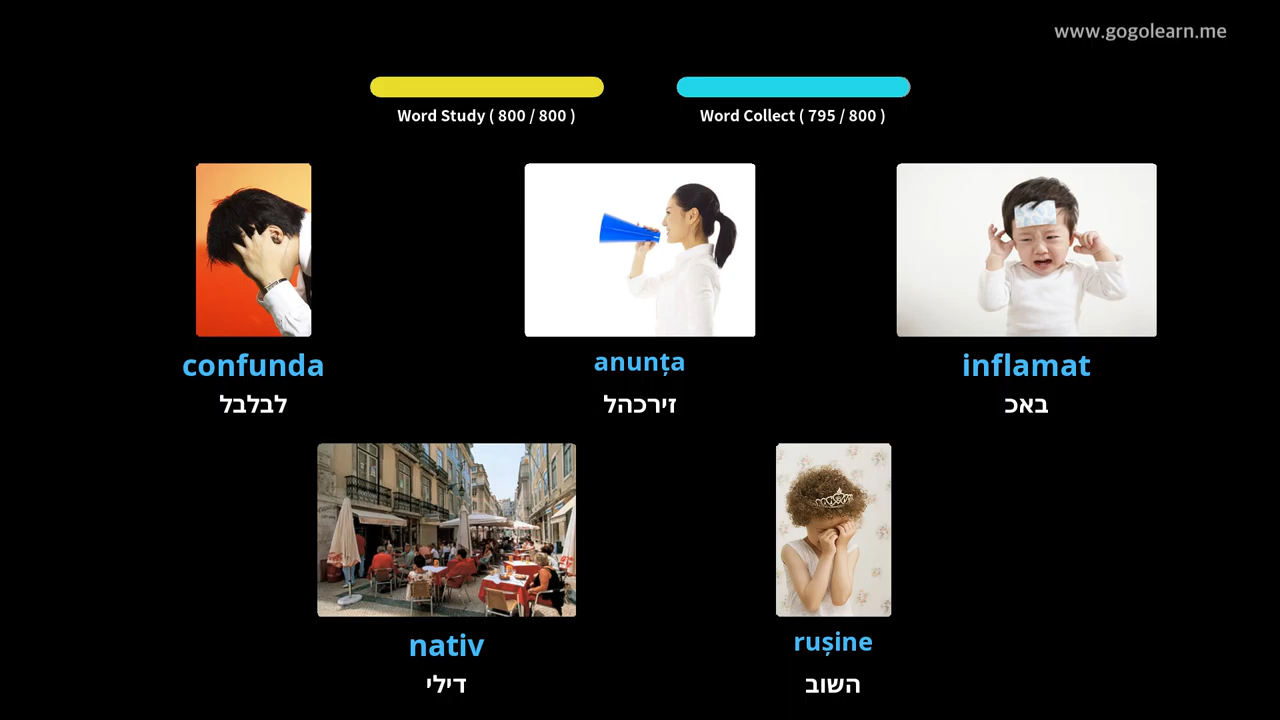 www.gogolearn.me
Word Study ( 800 / 800 )
Word Collect ( 795 / 800 )
confunda
לבלבל
anunța
זירכהל
inflamat
באכ
nativ
דילי
rușine
השוב